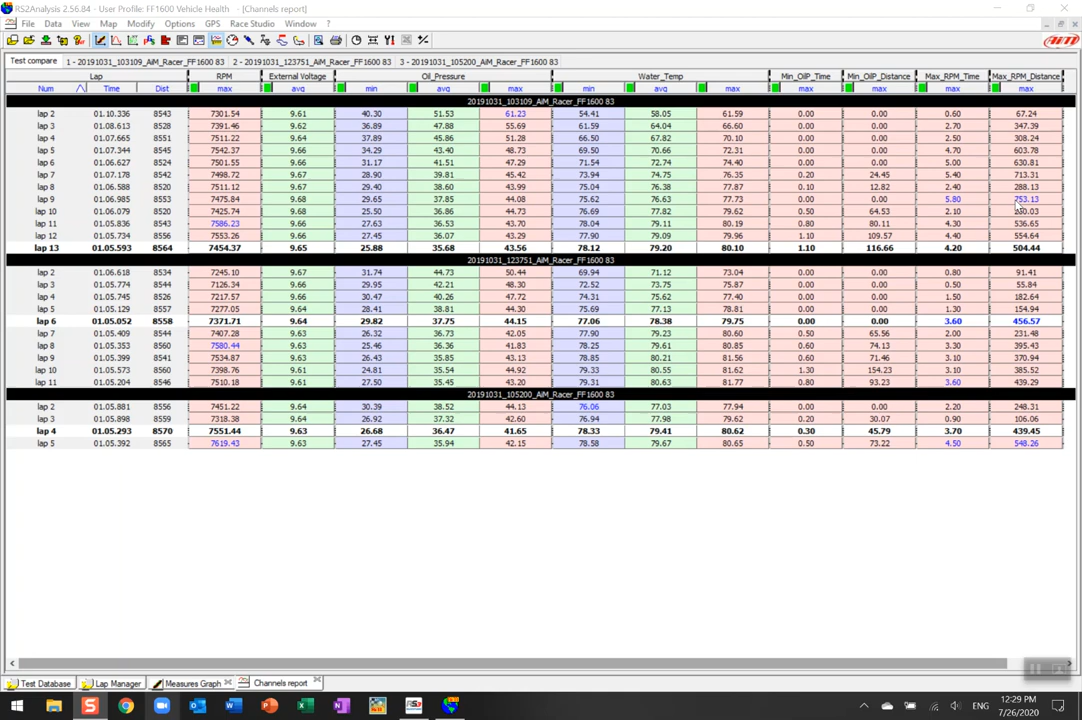 RS2Analysis 2.56.84 - [User Profile: FF1600 Vehicle Health - [Channels report]
File Data View Map Modify Options GPS Race Studio Window ?
Test compare 1 - 20191031_103109_AiM_Racer_FF1600 83 2 - 20191031_123751_AiM_Racer_FF1600 83 3 - 20191031_105200_AiM_Racer_FF1600 83
Lap RPM External Voltage Oil_Pressure Water_Temp Min_OilP_Time Min_OilP_Distance Max_RPM_Time Max_RPM_Distance
Num Time Dist max avg min avg max min avg max max max max max
20191031_103109_AiM_Racer_FF1600 83
lap 2 01.10.336 8543 7301.54 9.61 40.30 51.53 61.23 54.41 58.05 61.59 0.00 0.00 0.60 67.24
lap 3 01.08.613 8528 7391.46 9.62 36.89 47.88 55.69 61.59 64.04 66.60 0.00 0.00 2.70 347.39
lap 4 01.07.665 8551 7511.22 9.64 37.89 45.86 51.28 66.50 67.82 70.10 0.00 0.00 2.50 308.24
lap 5 01.07.344 8545 7542.37 9.66 34.29 43.40 48.73 69.50 70.66 72.31 0.00 0.00 4.70 603.78
lap 6 01.06.627 8524 7501.55 9.66 31.17 41.51 47.29 71.54 72.74 74.40 0.00 0.00 5.00 630.81
lap 7 01.07.178 8542 7498.72 9.67 28.90 39.81 45.42 73.94 74.75 76.35 0.20 24.45 5.40 713.31
lap 8 01.06.588 8520 7511.12 9.67 29.40 38.60 43.99 75.04 76.38 77.87 0.10 12.82 2.40 288.13
lap 9 01.06.985 8553 7475.84 9.68 29.65 37.85 44.08 75.62 76.87 77.73 0.00 0.00 5.80 753.13
lap 10 01.06.079 8520 7425.74 9.68 25.50 36.86 44.73 76.69 77.82 79.62 0.50 64.53 2.10
lap 11 01.05.836 8543 7586.23 9.66 27.63 36.53 43.70 78.04 79.11 80.19 0.80 80.11 4.30 536.65
lap 12 01.05.734 8556 7553.26 9.66 27.45 36.07 43.29 77.90 79.09 79.96 1.10 109.57 4.40 554.64
lap 13 01.05.593 8564 7454.37 9.65 25.88 35.68 43.56 78.12 79.20 80.10 1.10 116.66 4.20 504.44
20191031_123751_AiM_Racer_FF1600 83
lap 2 01.06.618 8534 7245.10 9.67 31.74 44.73 50.44 69.94 71.12 73.04 0.00 0.00 0.80 91.41
lap 3 01.05.774 8544 7126.34 9.66 29.95 42.21 48.30 72.52 73.75 75.87 0.00 0.00 0.50 55.84
lap 4 01.05.745 8526 7217.57 9.66 30.47 40.26 47.72 74.31 75.62 77.40 0.00 0.00 1.50 182.64
lap 5 01.05.129 8557 7277.05 9.66 28.41 38.81 44.30 75.69 77.13 78.81 0.00 0.00 1.30 154.94
lap 6 01.05.052 8558 7371.71 9.64 29.82 37.75 44.15 77.06 78.38 79.75 0.00 0.00 3.60 456.57
lap 7 01.05.409 8544 7407.28 9.63 26.32 36.73 42.05 77.90 79.23 80.60 0.50 65.56 2.00 231.48
lap 8 01.05.353 8560 7580.44 9.63 25.46 36.36 41.83 78.25 79.61 80.85 0.60 74.13 3.30 395.43
lap 9 01.05.399 8541 7534.87 9.63 26.43 35.85 43.13 78.85 80.21 81.56 0.60 71.46 3.10 370.94
lap 10 01.05.573 8560 7398.76 9.63 24.81 35.54 44.92 79.33 80.55 81.62 1.30 154.23 3.10 385.52
lap 11 01.05.204 8546 7510.18 9.63 27.50 35.45 43.20 79.31 80.63 81.77 0.80 93.23 3.60 439.29
20191031_105200_AiM_Racer_FF1600 83
lap 2 01.05.881 8556 7451.22 9.64 30.39 38.52 44.13 76.06 77.03 77.94 0.00 0.00 2.20 248.31
lap 3 01.05.898 8559 7318.38 9.64 26.92 37.32 42.60 76.94 77.98 79.62 0.20 30.07 0.90 106.06
lap 4 01.05.293 8570 7551.44 9.63 26.68 36.47 41.65 78.33 79.41 80.62 0.30 45.79 3.70 439.45
lap 5 01.05.392 8565 7619.43 9.63 27.45 35.94 42.15 78.58 79.67 80.65 0.50 73.22 4.50 548.26
Test Database Lap Manager Measures Graph Channels report
ENG 12:29 PM
7/26/2020